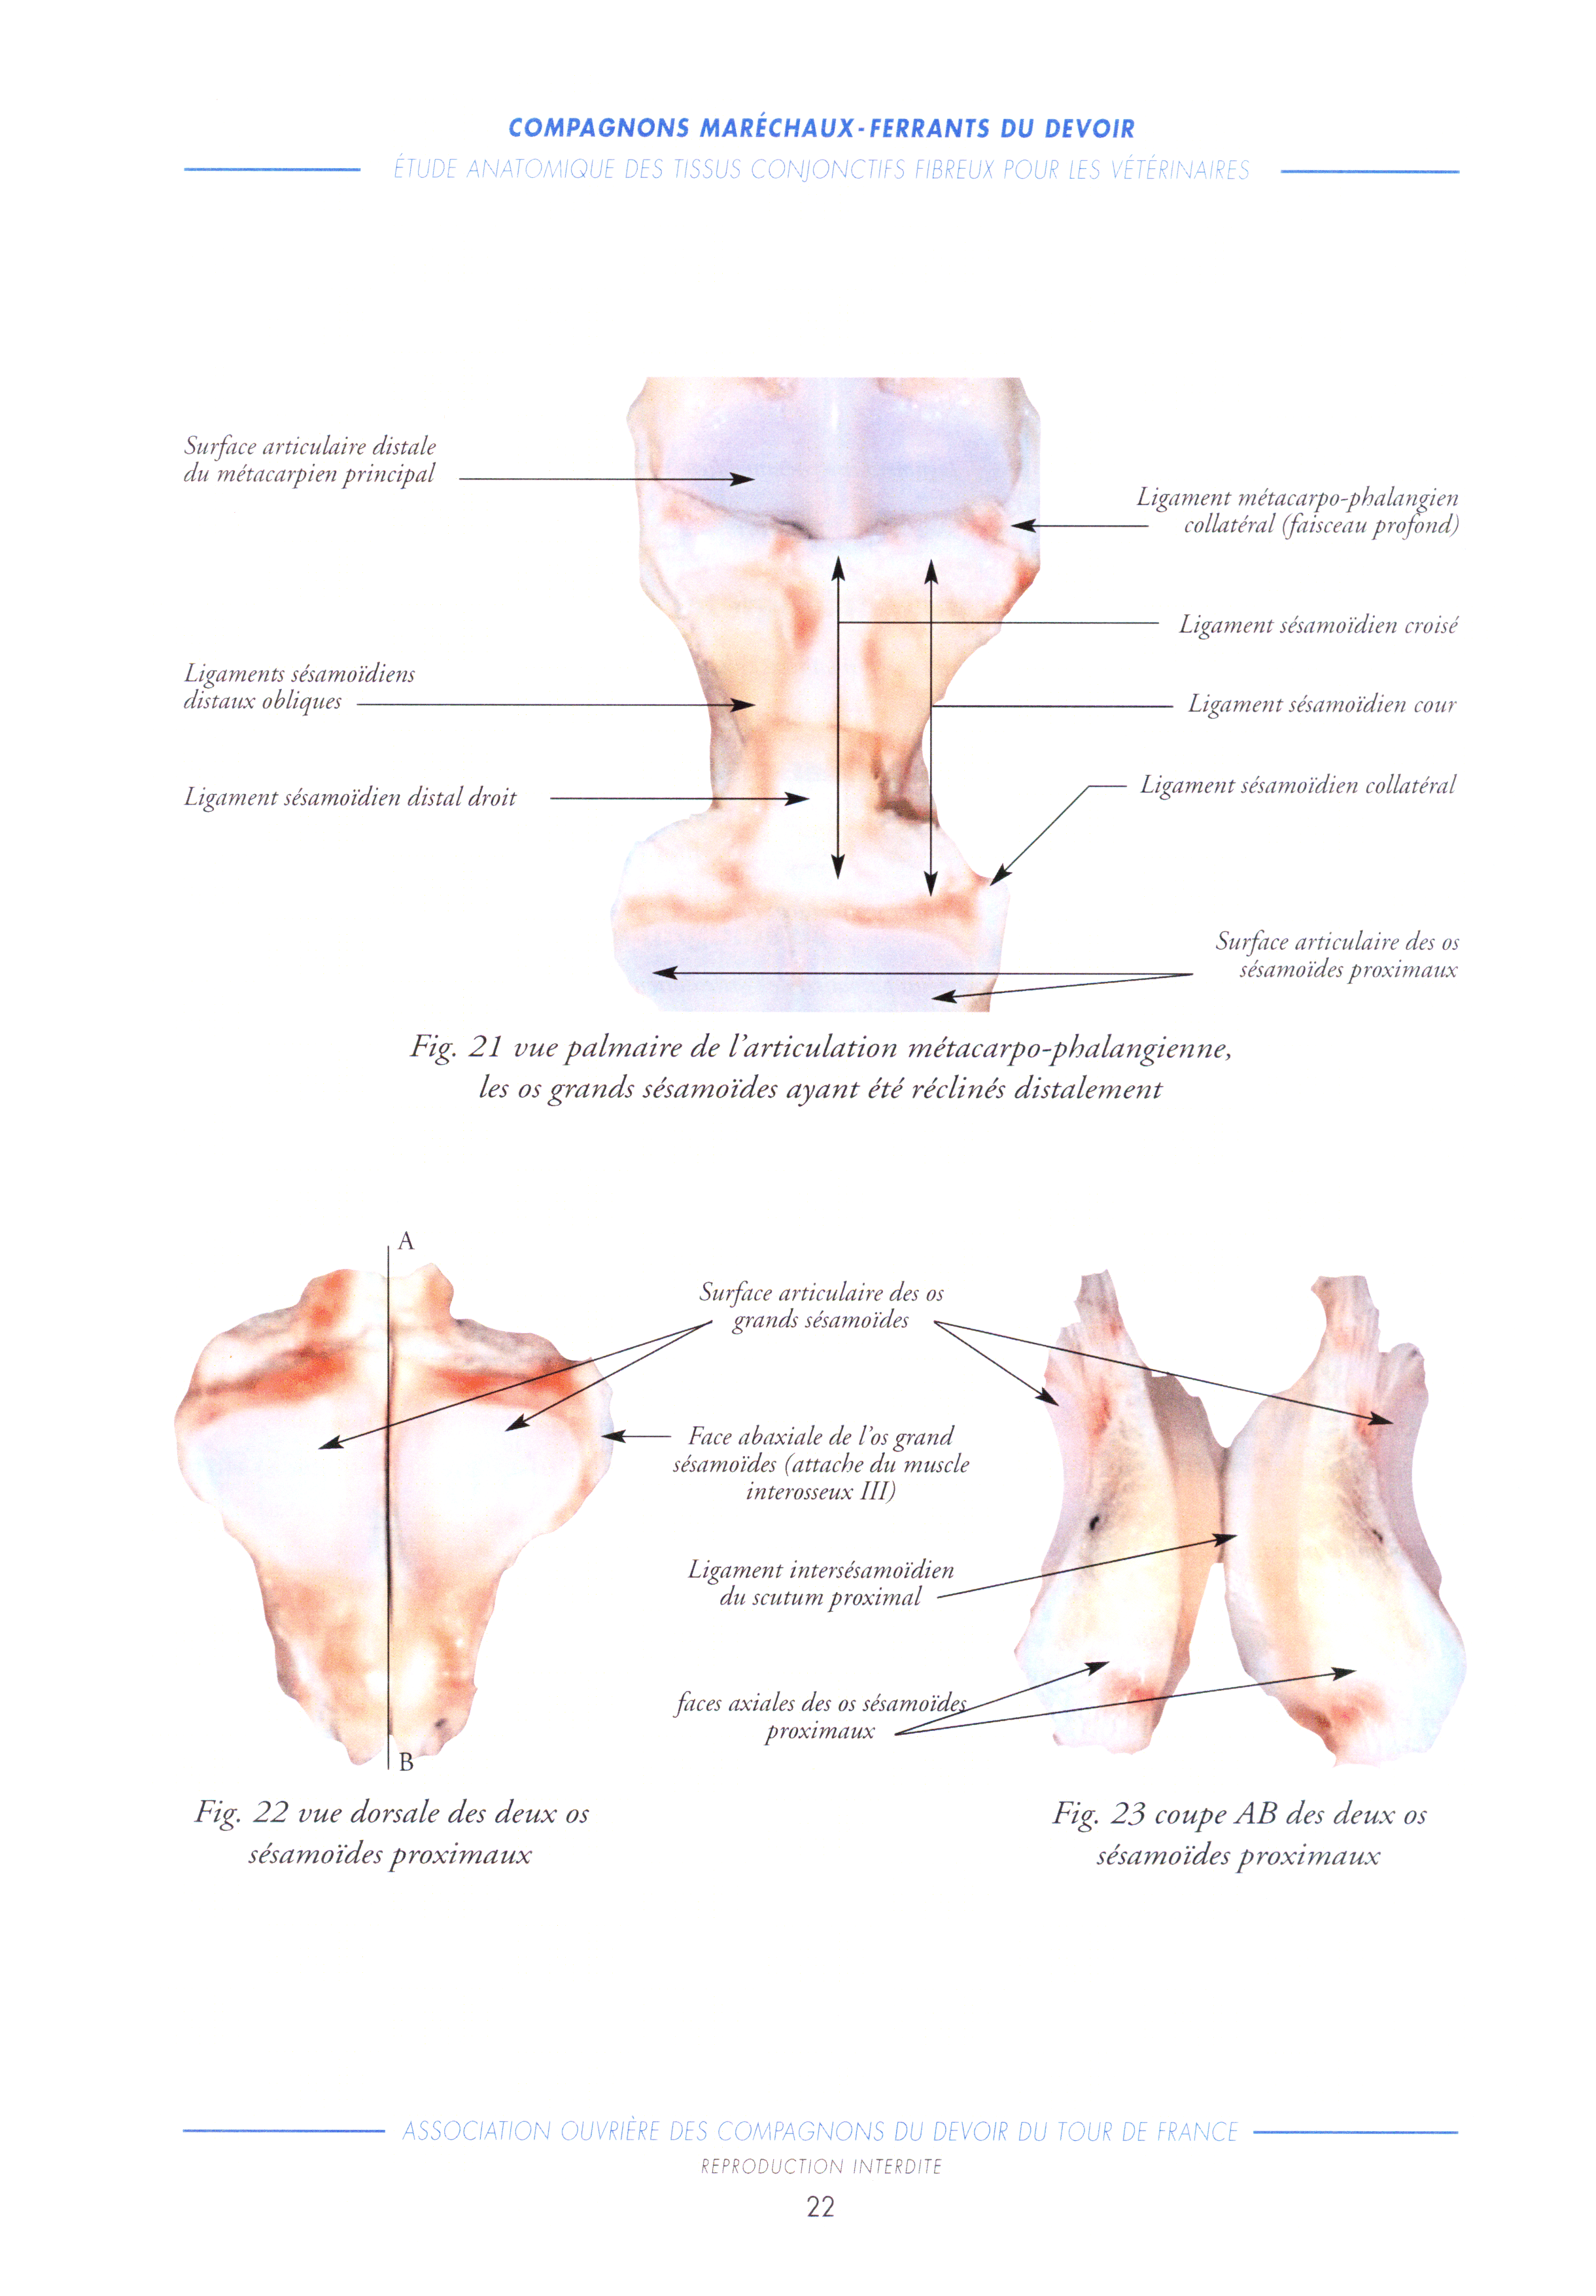 COMPAGNONS MARÉCHAUX-FERRANTS DU DEVOIR
ÉTUDE ANATOMIQUE DES TISSUS CONJONCTIFS FIBREUX POUR LES VÉTÉRINAIRES
Surface articulaire distale
du métacarpien principal
Ligament métacarpo-phalangien
collatéral (faisceau profond)
Ligament sésamoïdien croisé
Ligaments sésamoïdiens
distaux obliques
Ligament sésamoïdien cour
Ligament sésamoïdien distal droit
Ligament sésamoïdien collatéral
Surface articulaire des os
sésamoïdes proximaux
Fig. 21 vue palmaire de l'articulation métacarpo-phalangienne,
les os grands sésamoïdes ayant été réclinés distalement
A
Surface articulaire des os
grands sésamoïdes
Face abaxiale de l'os grand
sésamoïdes (attache du muscle
interosseux III)
Ligament intersésamoïdien
du scutum proximal
faces axiales des os sésamoïdes
proximaux
B
Fig. 22 vue dorsale des deux os
sésamoïdes proximaux
Fig. 23 coupe AB des deux os
sésamoïdes proximaux
ASSOCIATION OUVRIÈRE DES COMPAGNONS DU DEVOIR DU TOUR DE FRANCE
REPRODUCTION INTERDITE
22